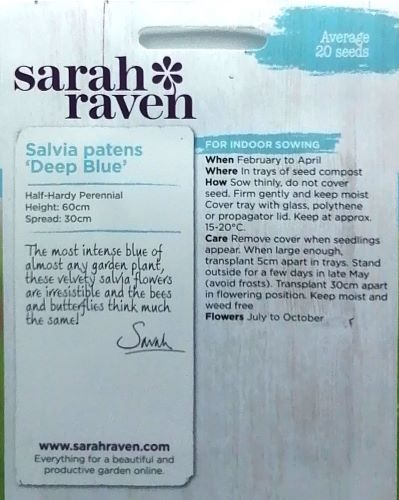 Average
20 seeds
sarah
raven
Salvia patens
'Deep Blue'
Half-Hardy Perennial
Height: 60cm
Spread: 30cm
The most intense blue of
almost any garden plant,
these velvety salvia flowers
are irresistible and the bees
and butterflies think much
the same!
Sarah
www.sarahraven.com
Everything for a beautiful and
productive garden online.
FOR INDOOR SOWING
When February to April
Where In trays of seed compost
How Sow thinly, do not cover
seed. Firm gently and keep moist
Cover tray with glass, polythene
or propagator lid. Keep at approx.
15-20°C.
Care Remove cover when seedlings
appear. When large enough,
transplant 5cm apart in trays. Stand
outside for a few days in late May
(avoid frosts). Transplant 30cm apart
in flowering position. Keep moist and
weed free
Flowers July to October